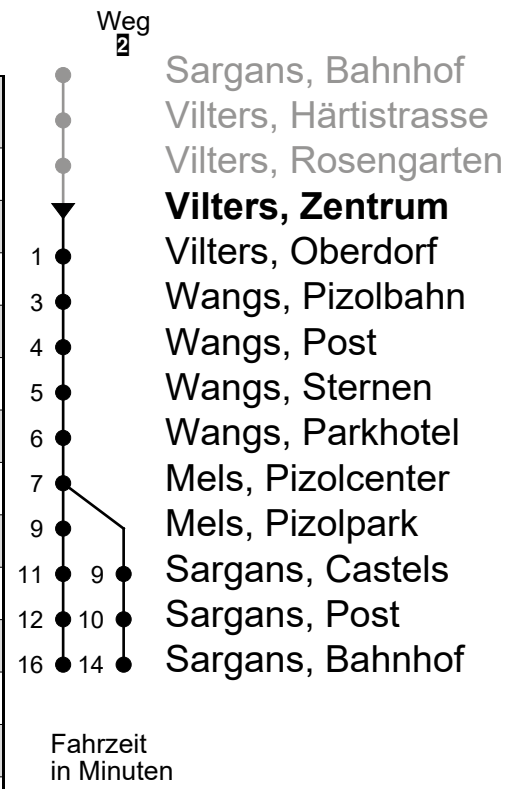 Weg
2
Sargans, Bahnhof
Vilters, Härtistrasse
Vilters, Rosengarten
Vilters, Zentrum
1 Vilters, Oberdorf
3 Wangs, Pizolbahn
4 Wangs, Post
5 Wangs, Sternen
6 Wangs, Parkhotel
7 Mels, Pizolcenter
9 Mels, Pizolpark
11 9 Sargans, Castels
12 10 Sargans, Post
16 14 Sargans, Bahnhof
Fahrzeit
in Minuten